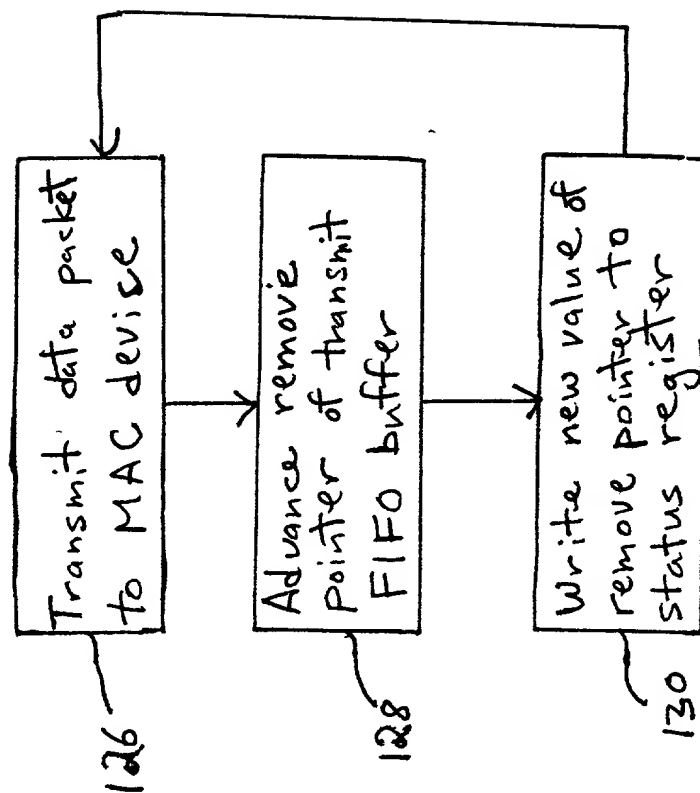 Transmit data packet
to MAC device
126
Advance remove
pointer of transmit
FIFO buffer
128
Write new value of
remove pointer to
status register
130